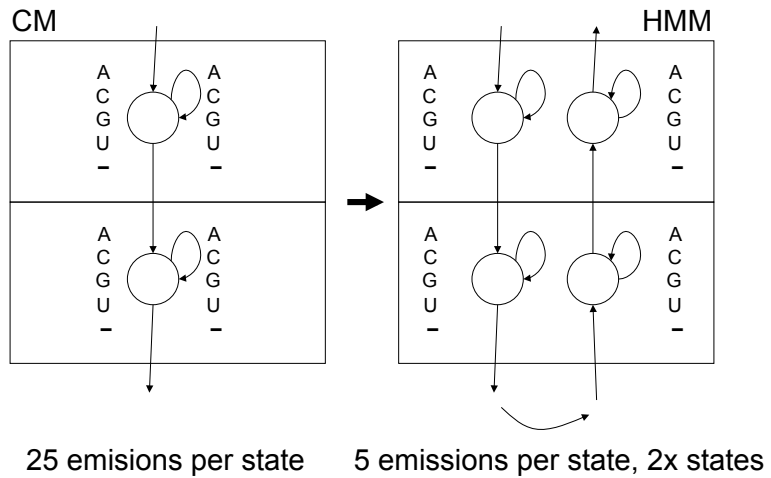 CM HMM
A A A A
C C C C
G G G G
U U U U
– – – –
A A A A
C C C C
G G G G
U U U U
– – – –
25 emisions per state 5 emissions per state, 2x states